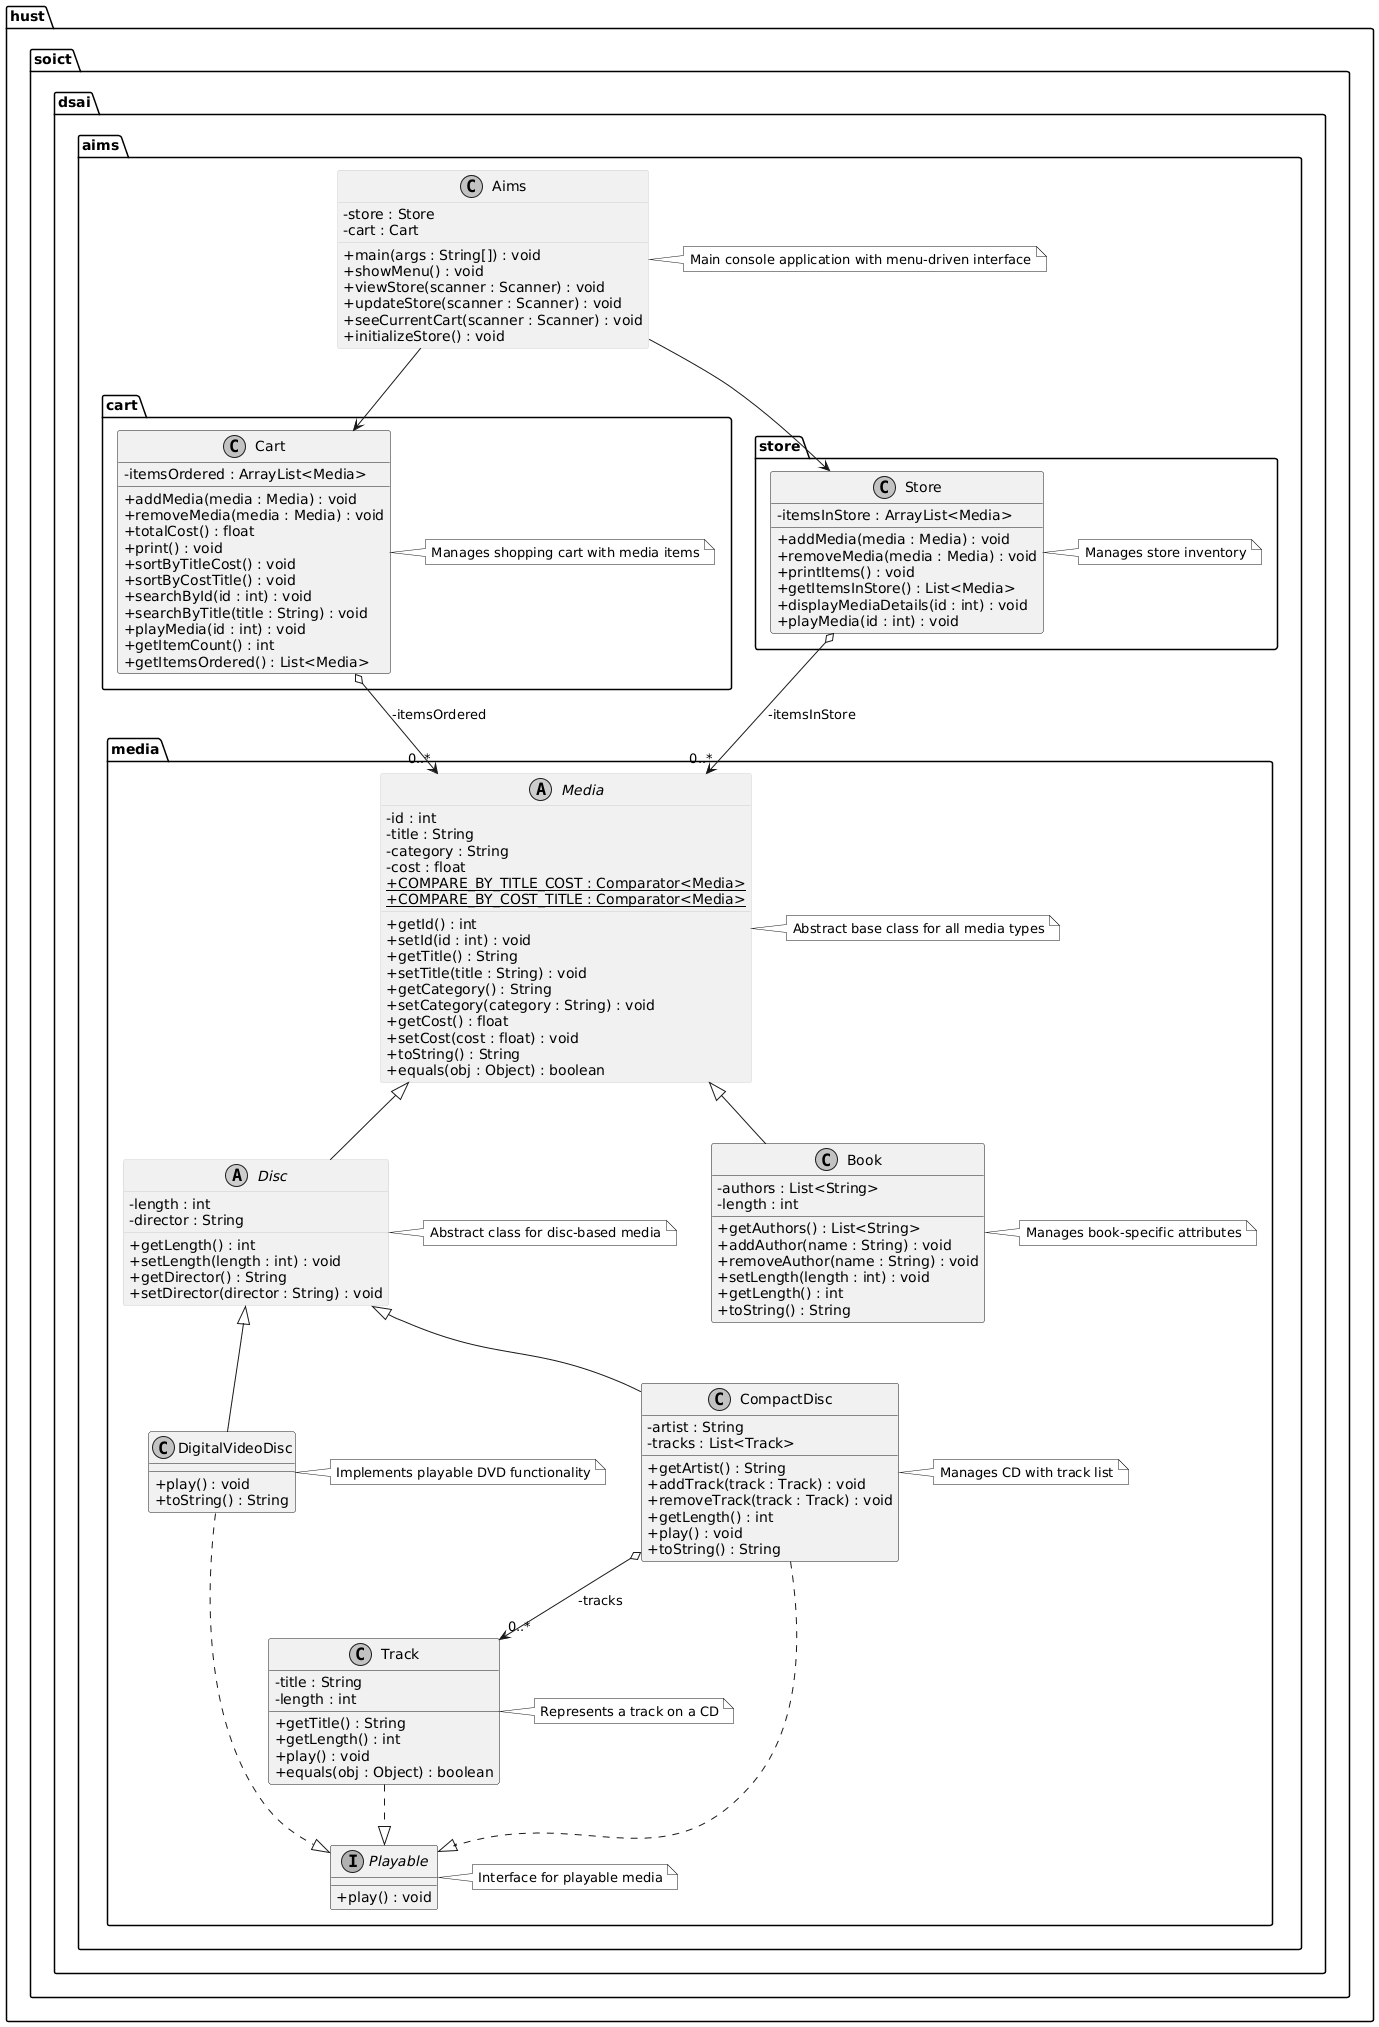 hust
soict
dsai
aims
C Aims
-store : Store
-cart : Cart
+main(args : String[]) : void
+showMenu() : void
+viewStore(scanner : Scanner) : void
+updateStore(scanner : Scanner) : void
+seeCurrentCart(scanner : Scanner) : void
+initializeStore() : void
Main console application with menu-driven interface
cart
C Cart
-itemsOrdered : ArrayList<Media>
+addMedia(media : Media) : void
+removeMedia(media : Media) : void
+totalCost() : float
+print() : void
+sortByTitleCost() : void
+sortByCostTitle() : void
+searchById(id : int) : void
+searchByTitle(title : String) : void
+playMedia(id : int) : void
+getItemCount() : int
+getItemsOrdered() : List<Media>
Manages shopping cart with media items
store
C Store
-itemsInStore : ArrayList<Media>
+addMedia(media : Media) : void
+removeMedia(media : Media) : void
+printItems() : void
+getItemsInStore() : List<Media>
+displayMediaDetails(id : int) : void
+playMedia(id : int) : void
Manages store inventory
-itemsOrdered
0..*
-itemsInStore
0..*
media
A Media
-id : int
-title : String
-category : String
-cost : float
+COMPARE_BY_TITLE_COST : Comparator<Media>
+COMPARE_BY_COST_TITLE : Comparator<Media>
+getId() : int
+setId(id : int) : void
+getTitle() : String
+setTitle(title : String) : void
+getCategory() : String
+setCategory(category : String) : void
+getCost() : float
+setCost(cost : float) : void
+toString() : String
+equals(obj : Object) : boolean
Abstract base class for all media types
A Disc
-length : int
-director : String
+getLength() : int
+setLength(length : int) : void
+getDirector() : String
+setDirector(director : String) : void
Abstract class for disc-based media
C Book
-authors : List<String>
-length : int
+getAuthors() : List<String>
+addAuthor(name : String) : void
+removeAuthor(name : String) : void
+setLength(length : int) : void
+getLength() : int
+toString() : String
Manages book-specific attributes
C DigitalVideoDisc
+play() : void
+toString() : String
Implements playable DVD functionality
C CompactDisc
-artist : String
-tracks : List<Track>
+getArtist() : String
+addTrack(track : Track) : void
+removeTrack(track : Track) : void
+getLength() : int
+play() : void
+toString() : String
Manages CD with track list
-tracks
0..*
C Track
-title : String
-length : int
+getTitle() : String
+getLength() : int
+play() : void
+equals(obj : Object) : boolean
Represents a track on a CD
I Playable
+play() : void
Interface for playable media